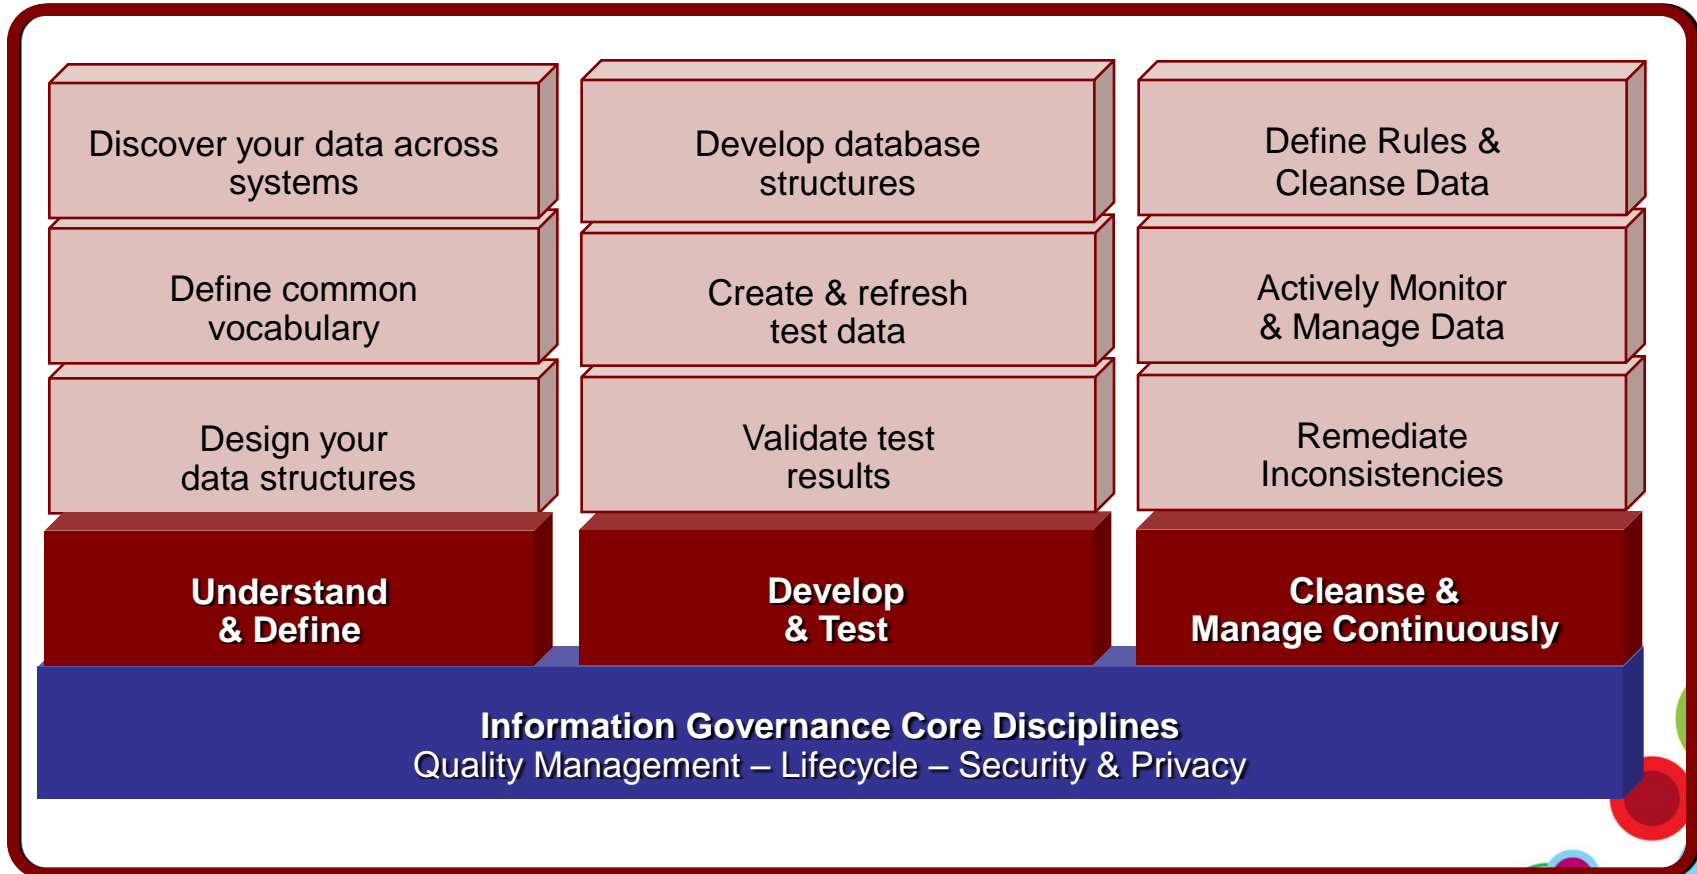 Discover your data across
systems
Define common
vocabulary
Design your
data structures
Understand
& Define
Develop database
structures
Create & refresh
test data
Validate test
results
Develop
& Test
Define Rules &
Cleanse Data
Actively Monitor
& Manage Data
Remediate
Inconsistencies
Cleanse &
Manage Continuously
Information Governance Core Disciplines
Quality Management – Lifecycle – Security & Privacy